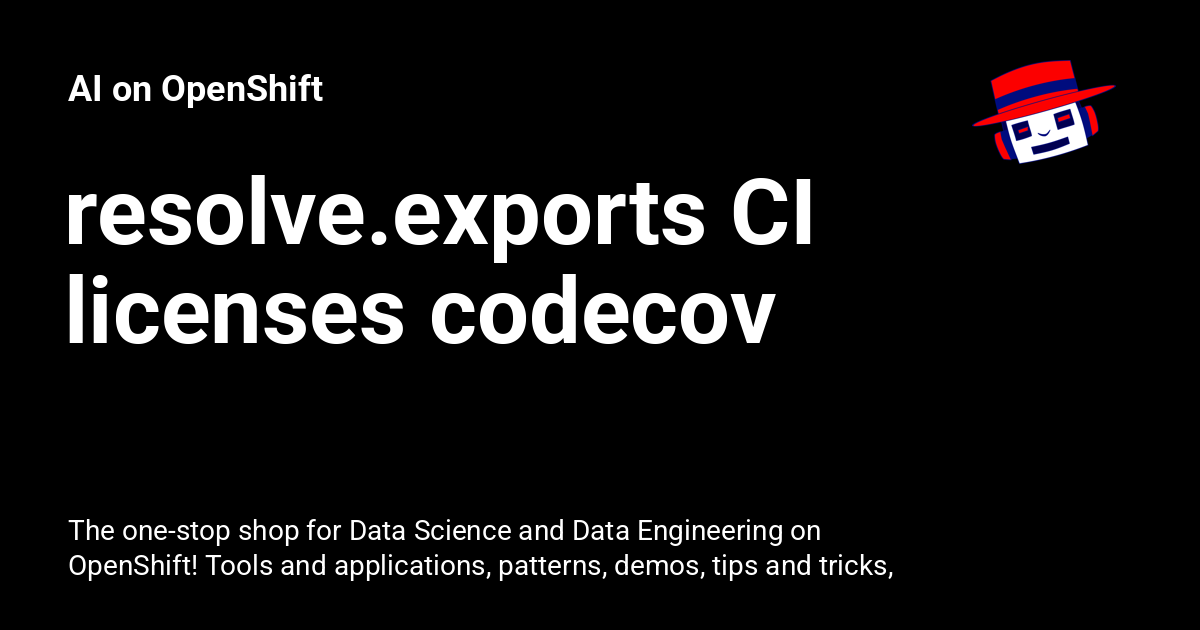 AI on OpenShift
resolve.exports CI
licenses codecov
The one-stop shop for Data Science and Data Engineering on
OpenShift! Tools and applications, patterns, demos, tips and tricks,